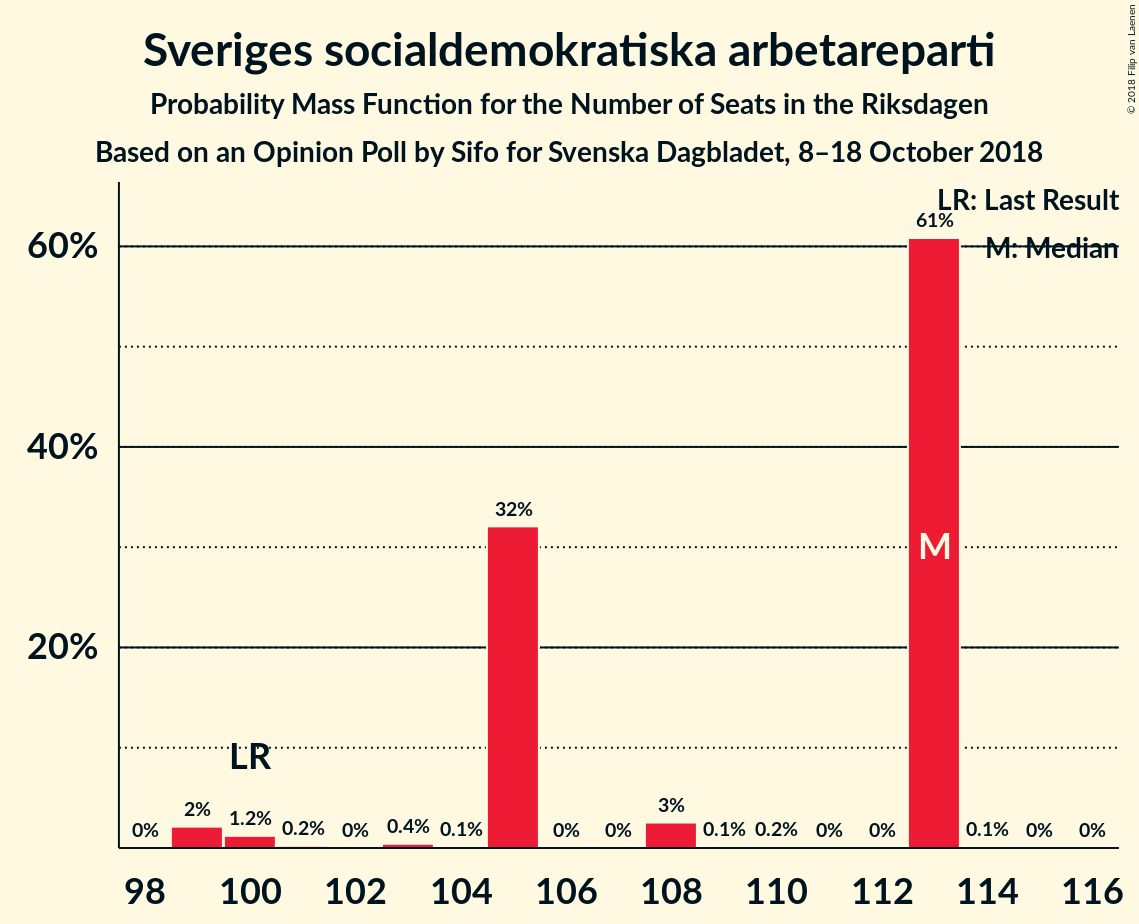 Sveriges socialdemokratiska arbetareparti
Probability Mass Function for the Number of Seats in the Riksdagen
Based on an Opinion Poll by Sifo for Svenska Dagbladet, 8–18 October 2018
© 2018 Filip van Laenen
LR: Last Result
M: Median
60%
40%
20%
61%
32%
M
LR
0%
2%
1.2%
0.2%
0%
0.4%
0.1%
0%
0%
3%
0.1%
0.2%
0%
0%
0.1%
0%
0%
98 100 102 104 106 108 110 112 114 116